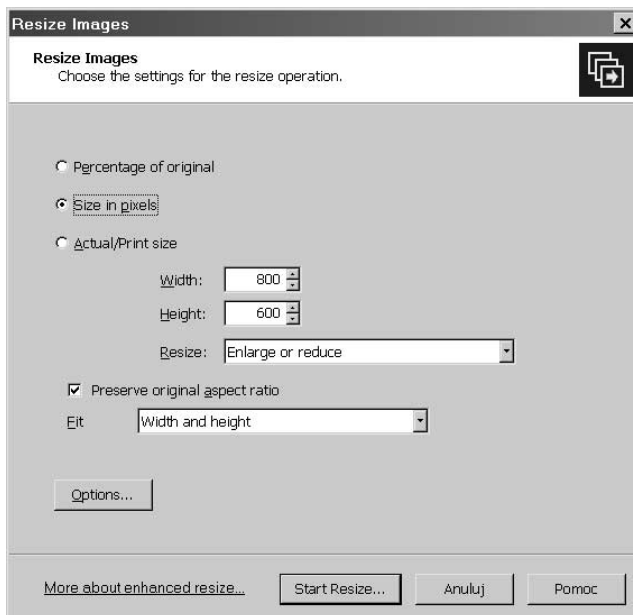 Resize Images
Resize Images
Choose the settings for the resize operation.
Percentage of original
Size in pixels
Actual/Print size
Width: 800
Height: 600
Resize: Enlarge or reduce
Preserve original aspect ratio
Fit Width and height
Options...
More about enhanced resize... Start Resize... Anuluj Pomoc